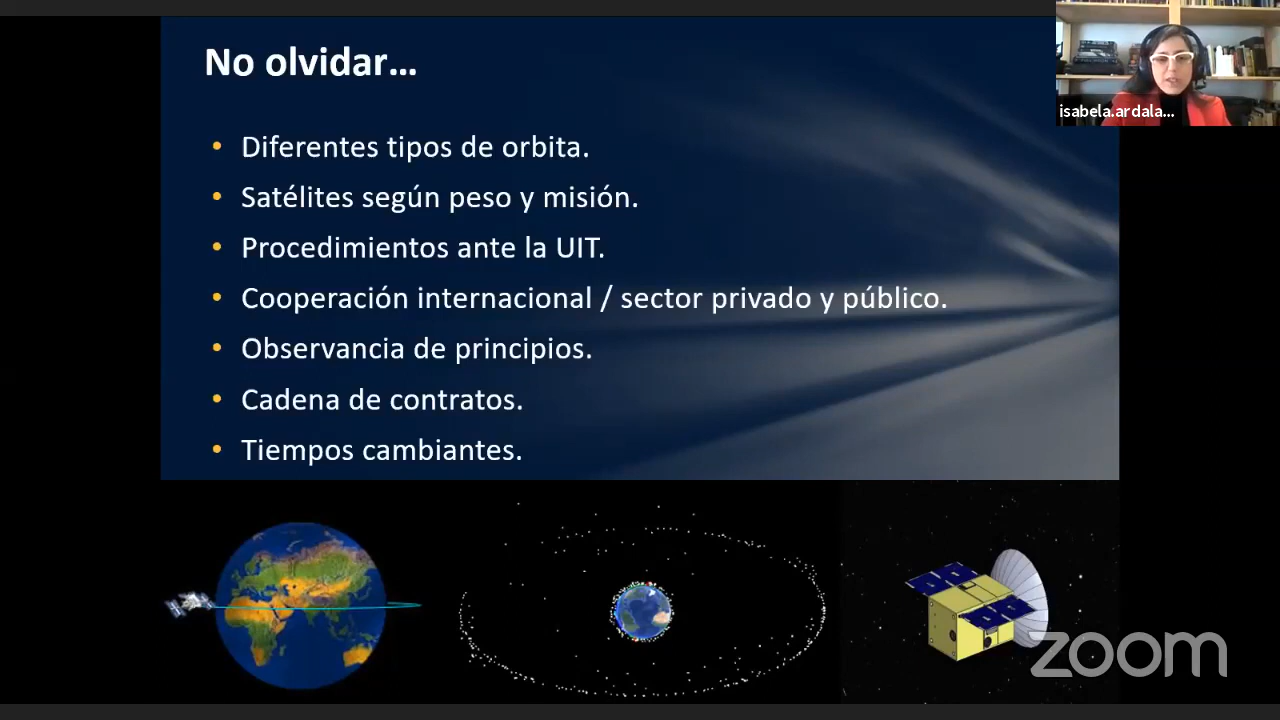 No olvidar...
isabela.ardala...
• Diferentes tipos de orbita.
• Satélites según peso y misión.
• Procedimientos ante la UIT.
• Cooperación internacional / sector privado y público.
• Observancia de principios.
• Cadena de contratos.
• Tiempos cambiantes.
zoom